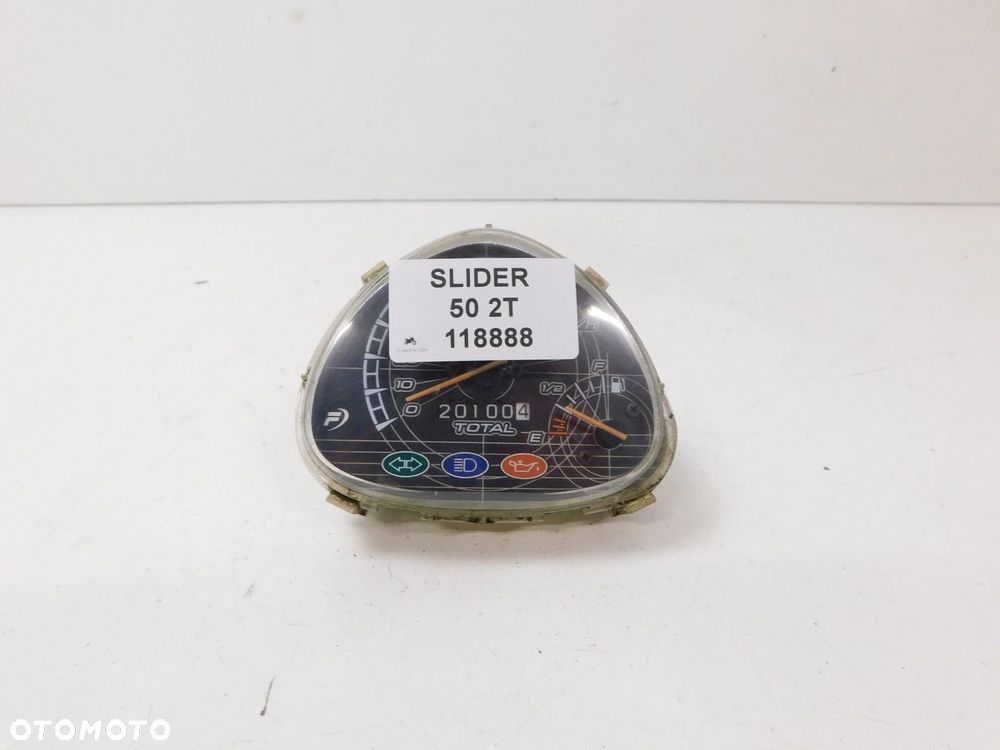 SLIDER
50 2T
118888
10
0
20100 4
TOTAL
1/2
F
E
OTOMOTO